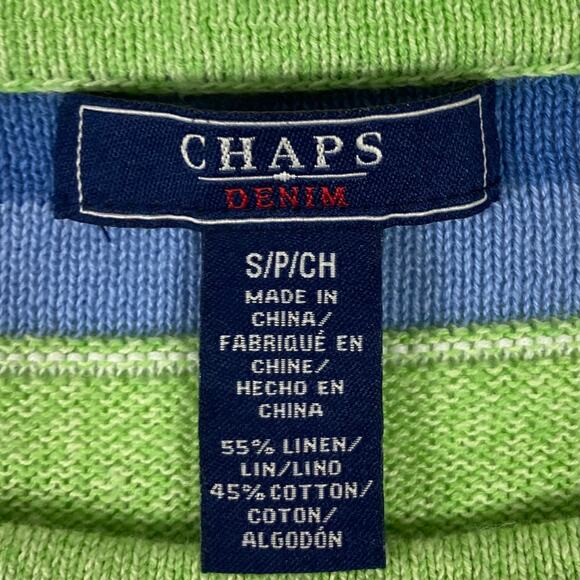 CHAPS
DENIM
S/P/CH
MADE IN
CHINA/
FABRIQUÉ EN
CHINE/
HECHO EN
CHINA
55% LINEN/
LIN/LINO
45% COTTON/
COTON/
ALGODÓN